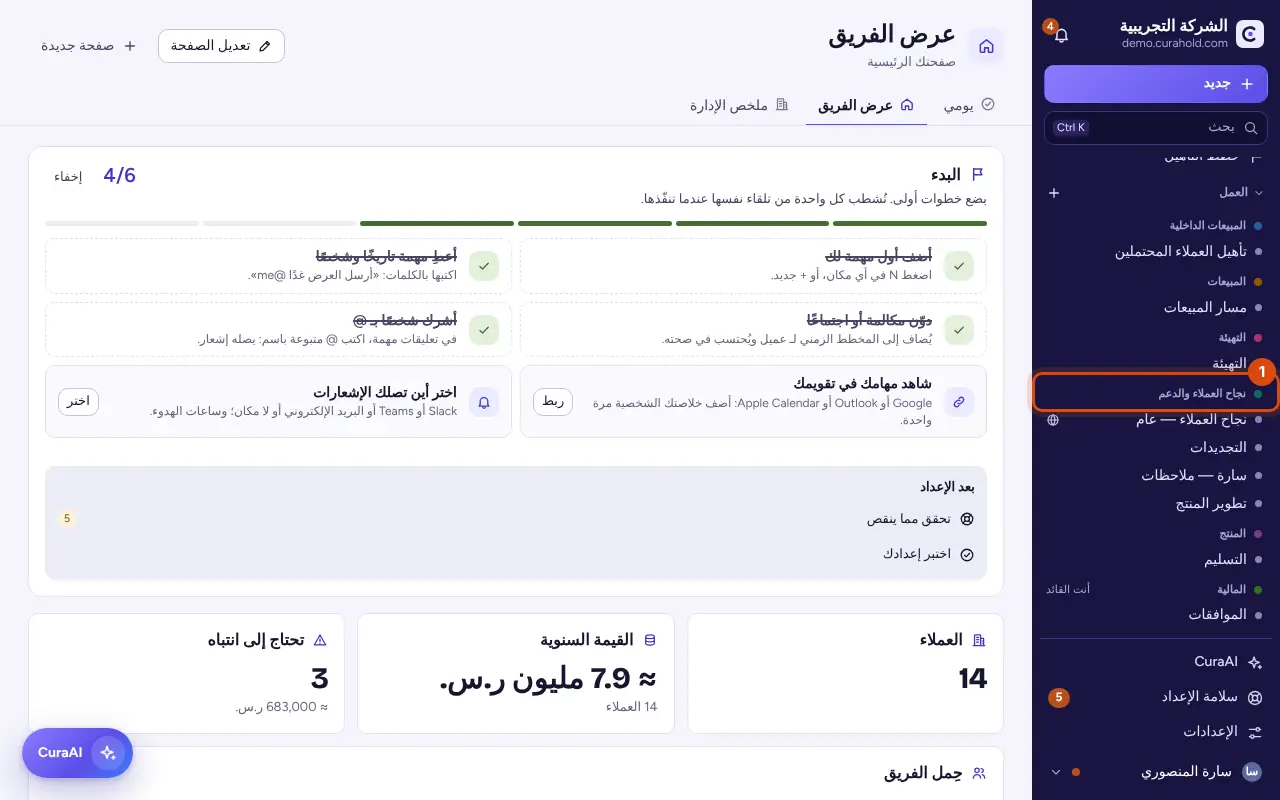 الشركة التجريبية
demo.curahold.com
4
جديد
بحث
Ctrl K
خطط التأهيل
العمل
المبيعات الداخلية
تأهيل العملاء المحتملين
المبيعات
مسار المبيعات
التهيئة
التهيئة
1
نجاح العملاء والدعم
نجاح العملاء — عام
التجديدات
سارة — ملاحظات
تطوير المنتج
المنتج
التسليم
المالية
أنت القائد
الموافقات
CuraAI
سلامة الإعداد
5
الإعدادات
سارة المنصوري
سا
عرض الفريق
صفحتك الرئيسية
تعديل الصفحة
صفحة جديدة
يومي
عرض الفريق
ملخص الإدارة
البدء
4/6
إخفاء
بضع خطوات أولى. تُشطب كل واحدة من تلقاء نفسها عندما تنفّذها.
أضف أول مهمة لك
اضغط N في أي مكان، أو + جديد.
أعطِ مهمة تاريخًا وشخصًا
اكتبها بالكلمات: «أرسل العرض غدًا @me».
دوّن مكالمة أو اجتماعًا
يُضاف إلى المخطط الزمني لـ عميل ويُحتسب في صحته.
أشرك شخصًا بـ @
في تعليقات مهمة، اكتب @ متبوعة باسم: يصله إشعار.
شاهد مهامك في تقويمك
Google أو Outlook أو Apple Calendar: أضف خلاصتك الشخصية مرة
واحدة.
ربط
اختر أين تصلك الإشعارات
Slack أو Teams أو البريد الإلكتروني أو لا مكان؛ وساعات الهدوء.
اختر
بعد الإعداد
تحقق مما ينقص
5
اختبر إعدادك
العملاء
14
القيمة السنوية
≈ 7.9 مليون ر.س.
14 العملاء
تحتاج إلى انتباه
3
≈ 683,000 ر.س.
حِمل الفريق
CuraAI